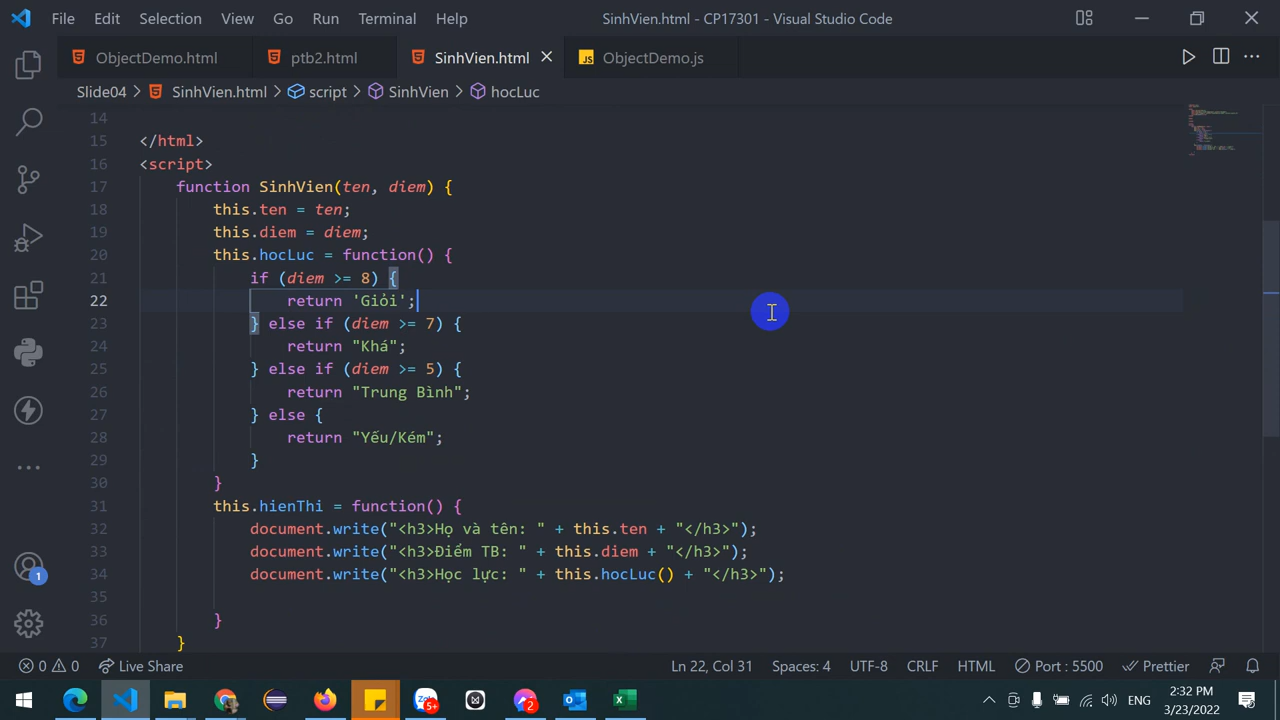 File Edit Selection View Go Run Terminal Help SinhVien.html - CP17301 - Visual Studio Code
ObjectDemo.html ptb2.html SinhVien.html ObjectDemo.js
Slide04 > SinhVien.html > script > SinhVien > hocLuc
14
15 </html>
16 <script>
17 function SinhVien(ten, diem) {
18 this.ten = ten;
19 this.diem = diem;
20 this.hocLuc = function() {
21 if (diem >= 8) {
22 return 'Giỏi';
23 } else if (diem >= 7) {
24 return "Khá";
25 } else if (diem >= 5) {
26 return "Trung Bình";
27 } else {
28 return "Yếu/Kém";
29 }
30 }
31 this.hienThi = function() {
32 document.write("<h3>Họ và tên: " + this.ten + "</h3>");
33 document.write("<h3>Điểm TB: " + this.diem + "</h3>");
34 document.write("<h3>Học lực: " + this.hocLuc() + "</h3>");
35
36 }
37 }
1
0 0 Live Share Ln 22, Col 31 Spaces: 4 UTF-8 CRLF HTML Port : 5500 Prettier
Zalo 5+ 2 ENG 2:32 PM
3/23/2022